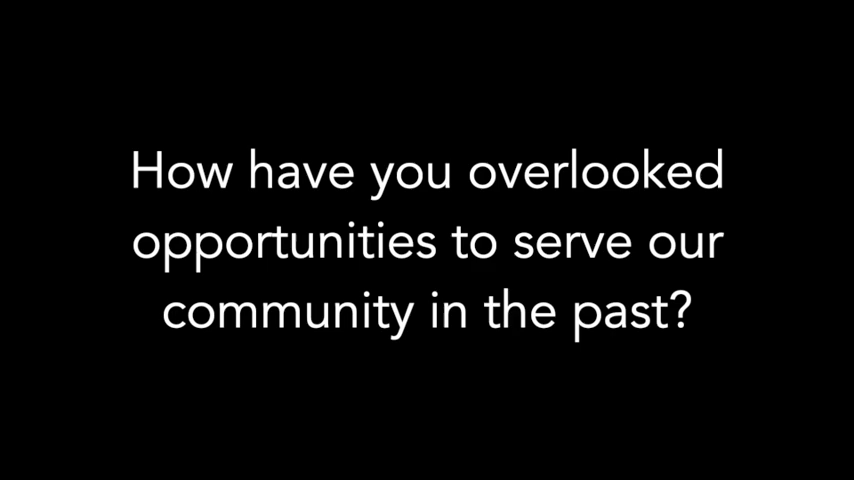 How have you overlooked
opportunities to serve our
community in the past?